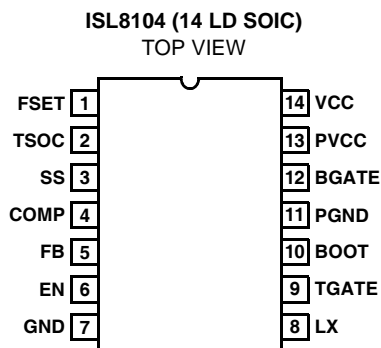 ISL8104 (14 LD SOIC)
TOP VIEW
FSET 1
TSOC 2
SS 3
COMP 4
FB 5
EN 6
GND 7
14 VCC
13 PVCC
12 BGATE
11 PGND
10 BOOT
9 TGATE
8 LX